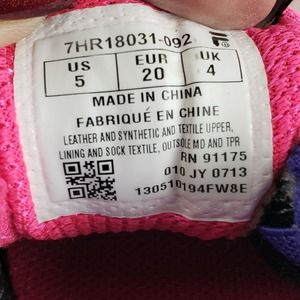 7HR18031-092
US EUR UK
5 20 4
MADE IN CHINA
FABRIQUÉ EN CHINE
LEATHER AND SYNTHETIC AND TEXTILE UPPER,
LINING AND SOCK TEXTILE, OUTSOLE MD AND TPR
RN 91175
010 JY 0713
130510194FW8E